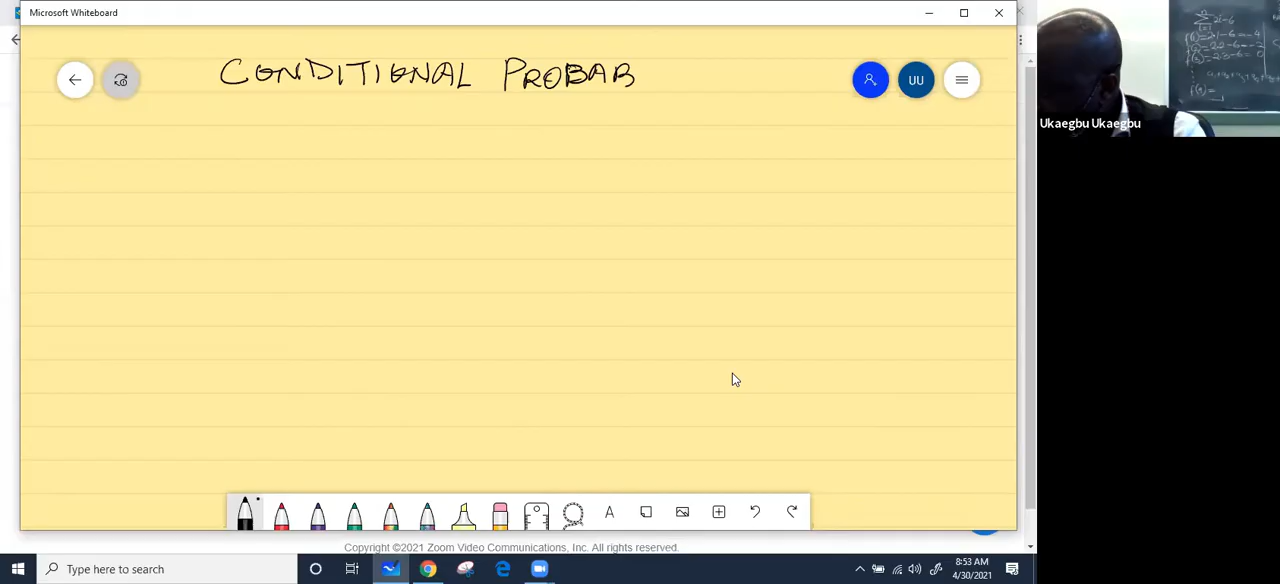 Microsoft Whiteboard
CONDITIONAL PROBAB
UU
Ukaegbu Ukaegbu
A
Copyright ©2021 Zoom Video Communications, Inc. All rights reserved.
Type here to search
8:53 AM
4/30/2021